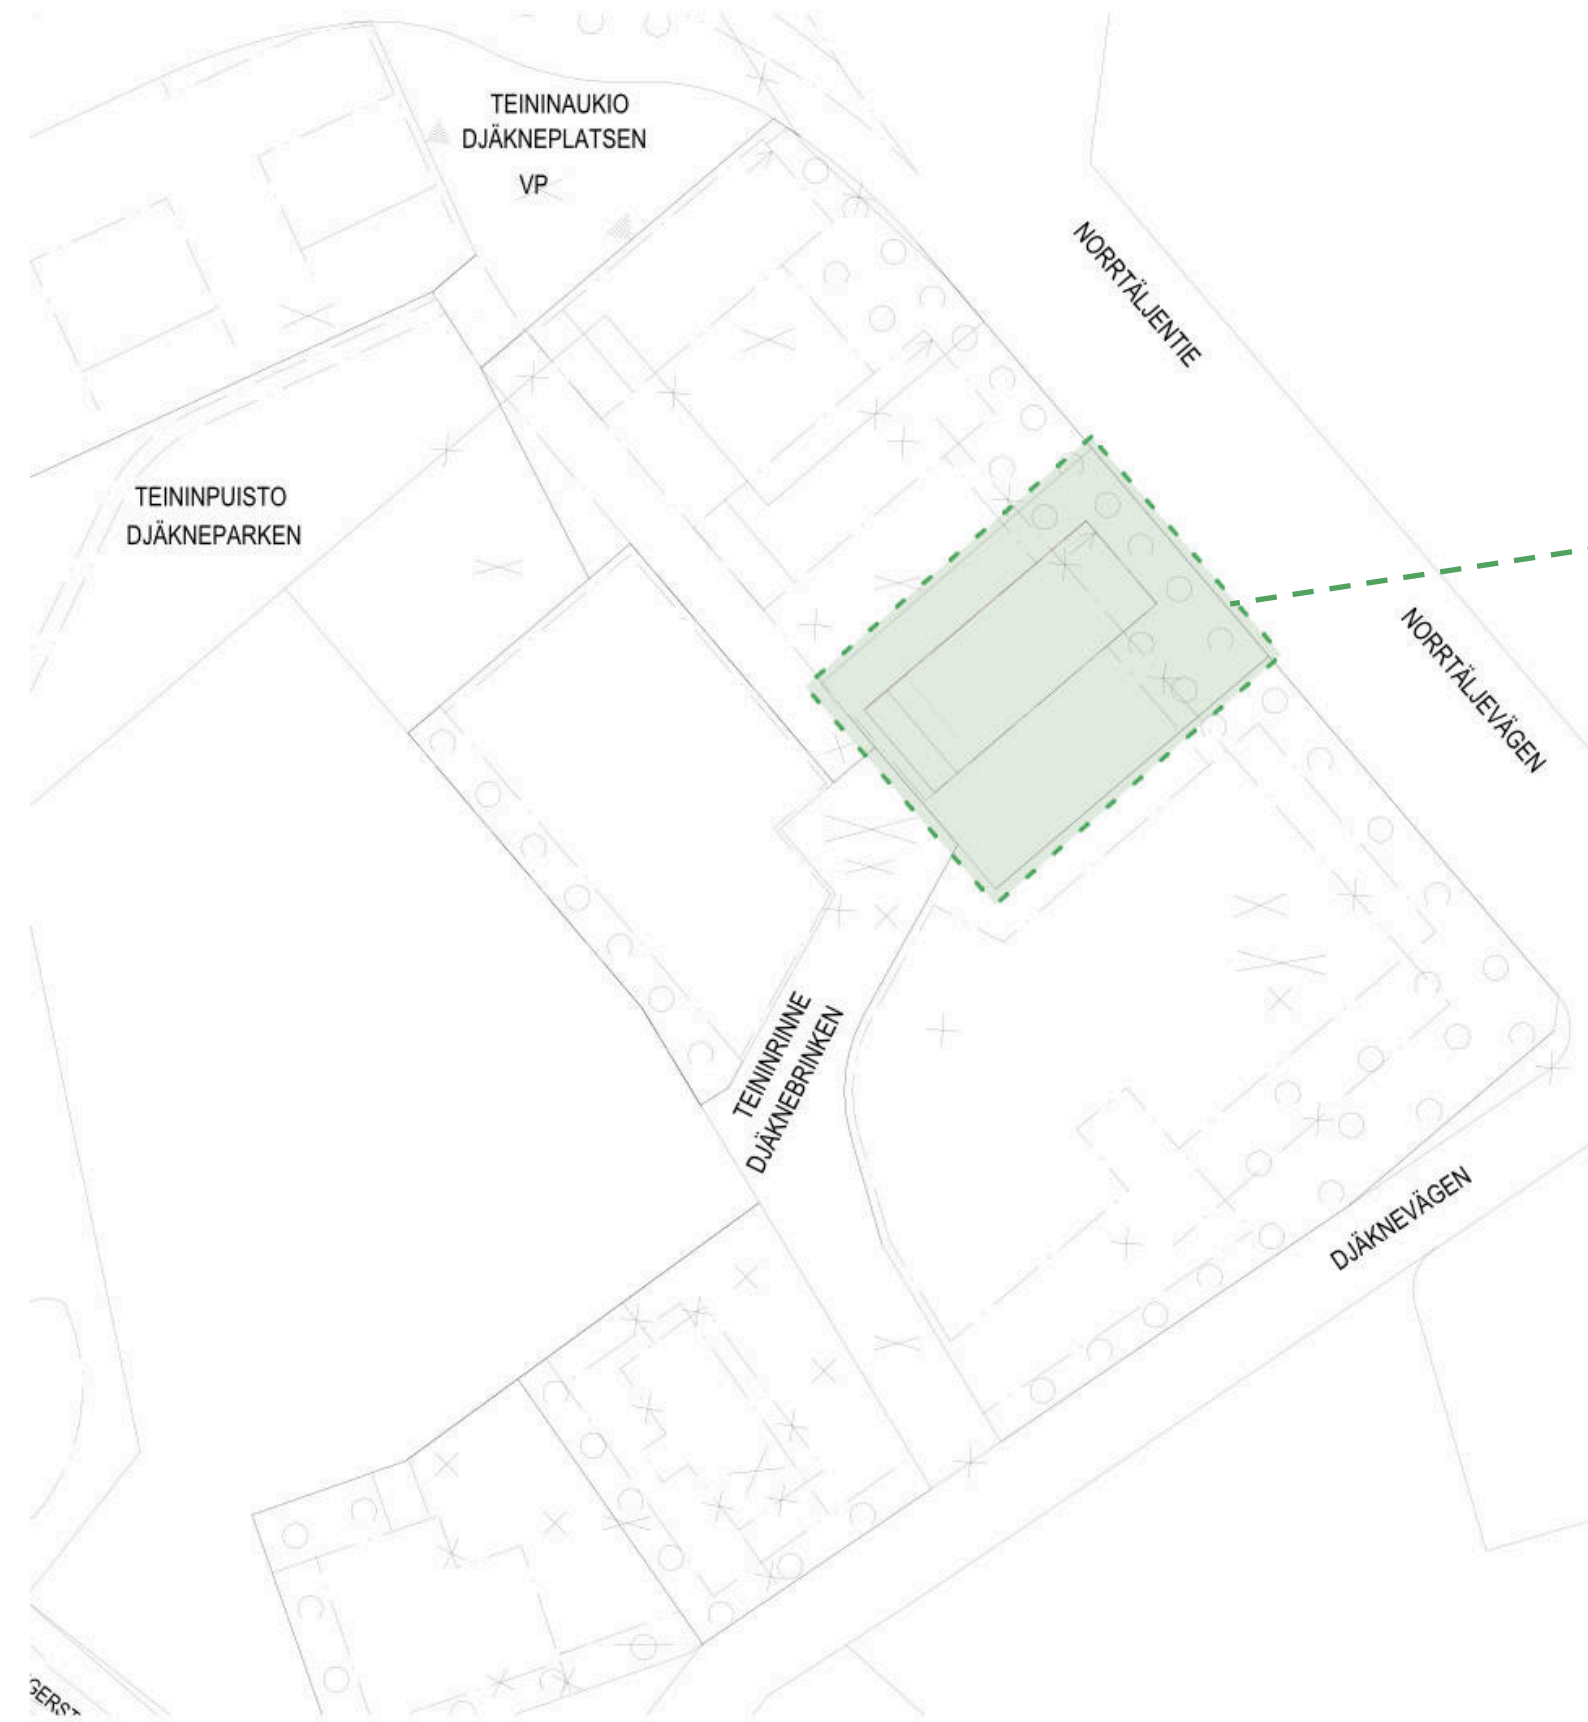 TEININAUKIO
DJÄKNEPLATSEN
VP
NORRTÄLJENTIE
TEININPUISTO
DJÄKNEPARKEN
NORRTÄLJEVÄGEN
TEININRINNE
DJÄKNEBRINKEN
DJÄKNEVÄGEN